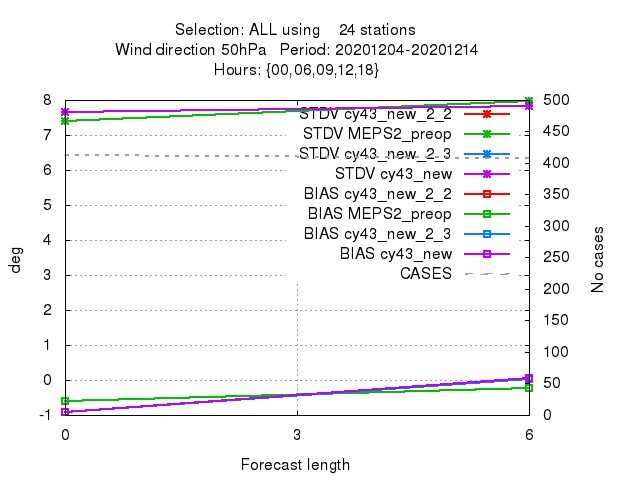 Selection: ALL using    24 stations
Wind direction 50hPa   Period: 20201204-20201214
Hours: {00,06,09,12,18}
8
7
6
5
4
3
2
1
0
-1
deg
STDV cy43_new_2_2
STDV MEPS2_preop
STDV cy43_new_2_3
STDV cy43_new
BIAS cy43_new_2_2
BIAS MEPS2_preop
BIAS cy43_new_2_3
BIAS cy43_new
CASES
500
450
400
350
300
250
200
150
100
50
0
No cases
0 3 6
Forecast length